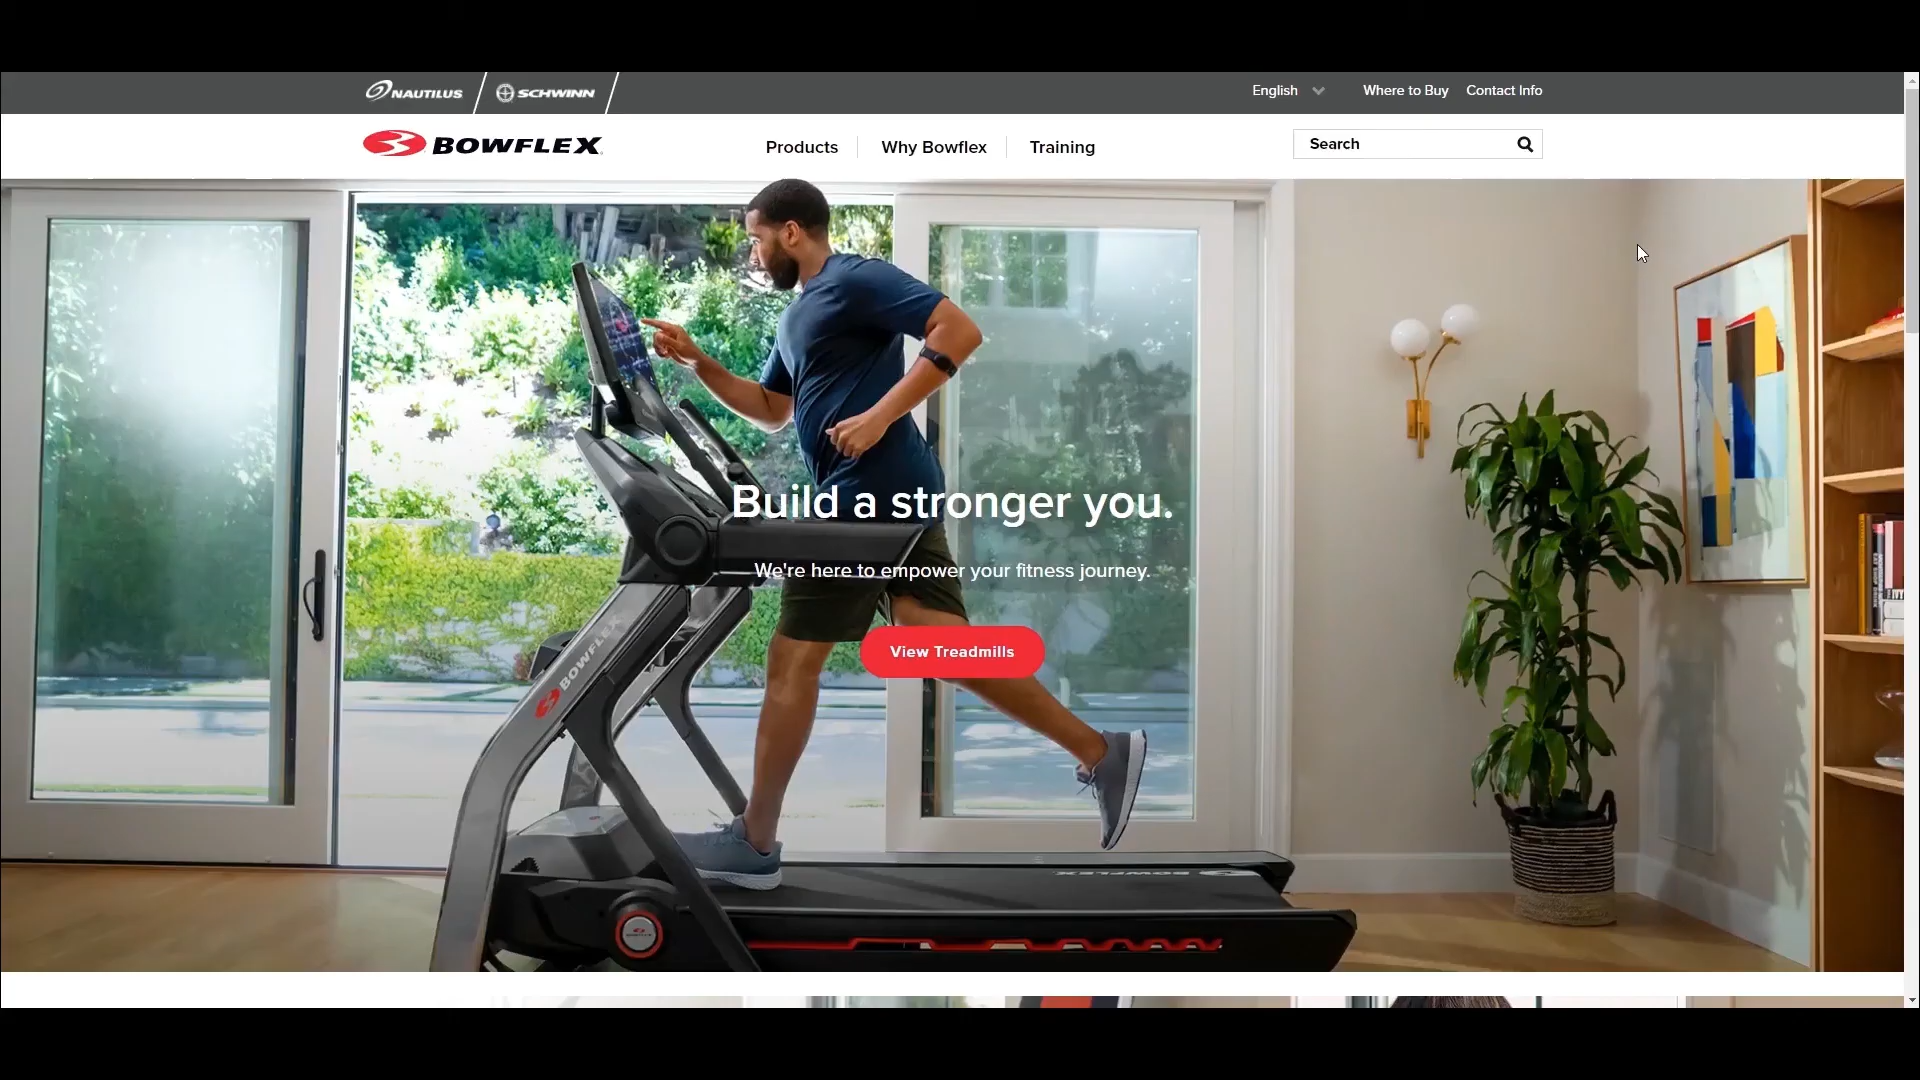 NAUTILUS
SCHWINN
English
Where to Buy
Contact Info
BOWFLEX
Products
Why Bowflex
Training
Search
Build a stronger you.
We're here to empower your fitness journey.
View Treadmills
BOWFLEX
BOWFLEX